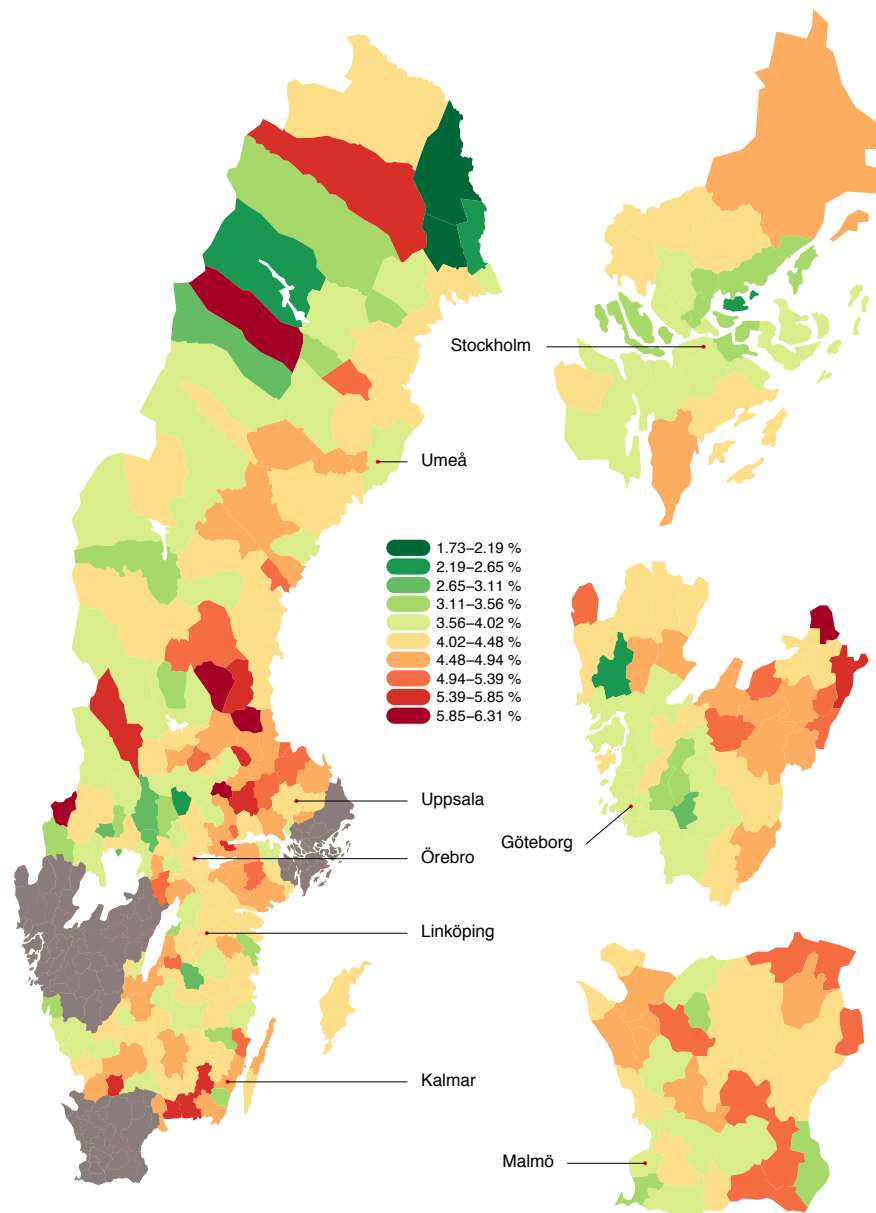 Stockholm
Umeå
1.73–2.19 %
2.19–2.65 %
2.65–3.11 %
3.11–3.56 %
3.56–4.02 %
4.02–4.48 %
4.48–4.94 %
4.94–5.39 %
5.39–5.85 %
5.85–6.31 %
Uppsala
Göteborg
Örebro
Linköping
Kalmar
Malmö